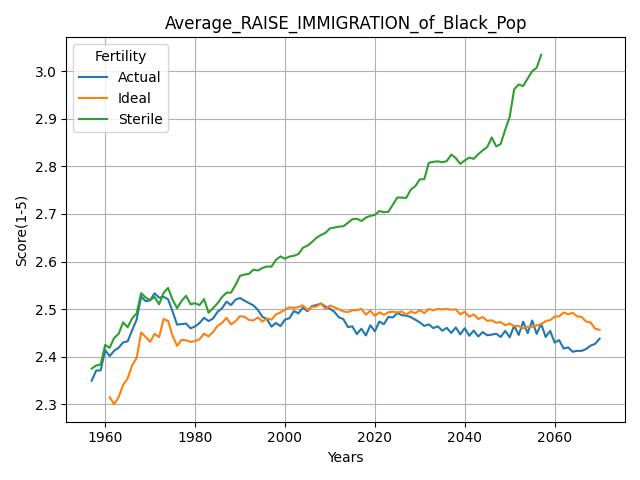 Average_RAISE_IMMIGRATION_of_Black_Pop
Fertility
Actual
Ideal
Sterile
Score(1-5)
3.0
2.9
2.8
2.7
2.6
2.5
2.4
2.3
1960 1980 2000 2020 2040 2060
Years